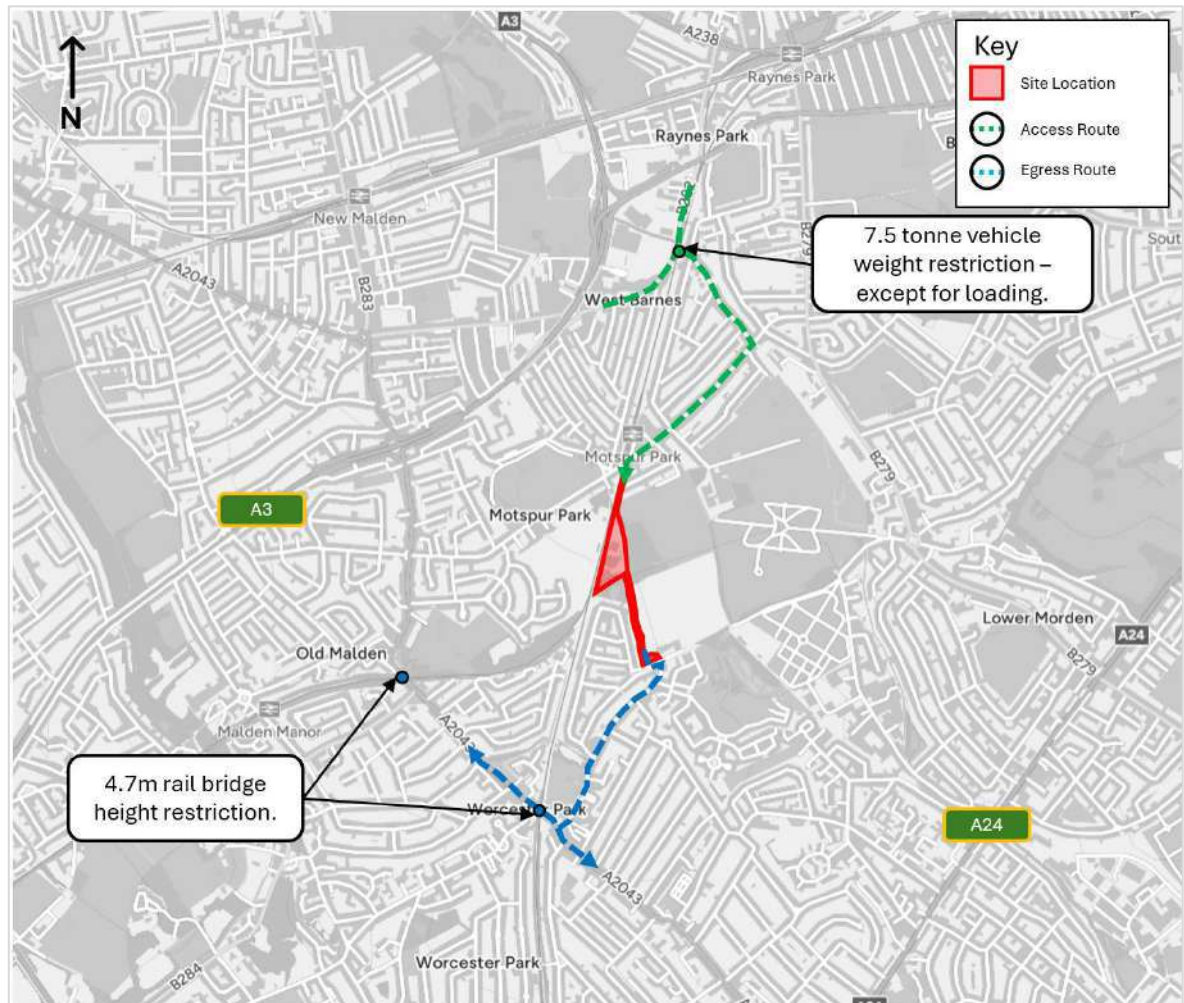 A3
A238
Raynes Park
Key
Site Location
Access Route
Egress Route
N
Raynes Park
New Malden
B282
B279
7.5 tonne vehicle
weight restriction –
except for loading.
A2043
B283
West Barnes
Motspur Park
B279
A3
Motspur Park
Lower Morden
A24
B279
Old Malden
Malden Manor
A2043
4.7m rail bridge
height restriction.
Worcester Park
A24
A2043
Worcester Park
B284